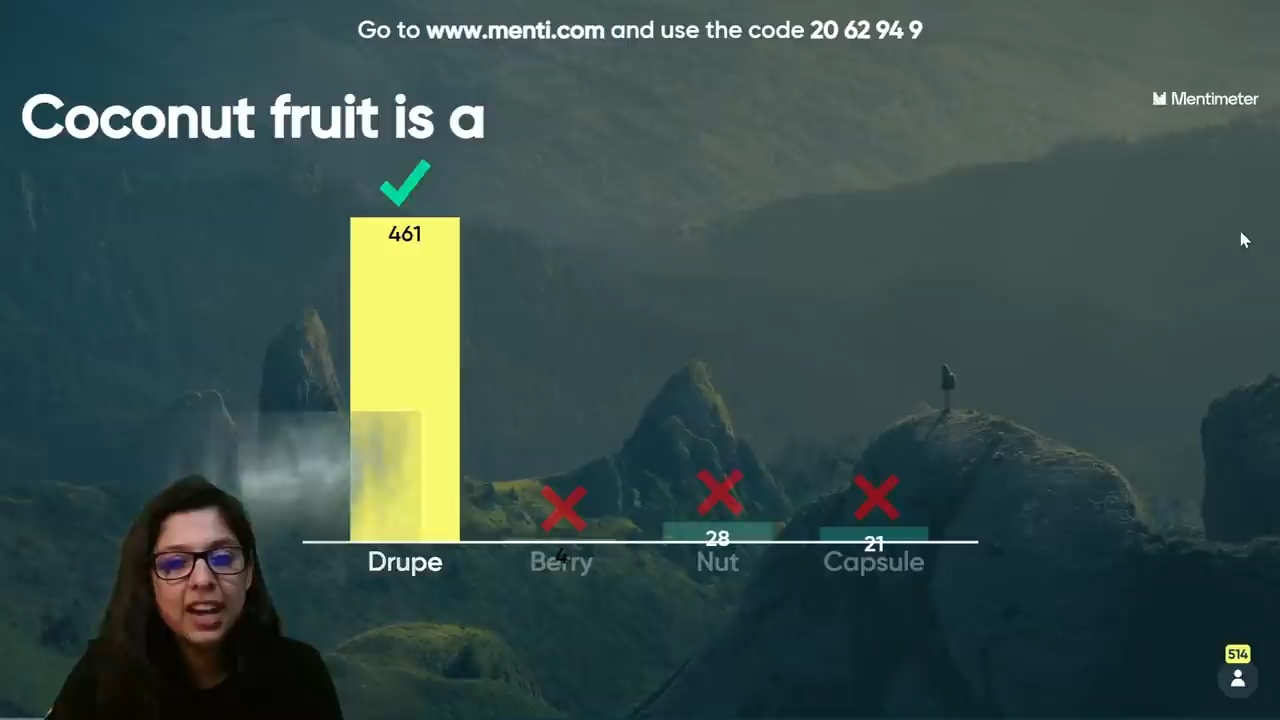 Go to www.menti.com and use the code 20 62 94 9
Coconut fruit is a
Mentimeter
461
4
28
21
Drupe
Berry
Nut
Capsule
514